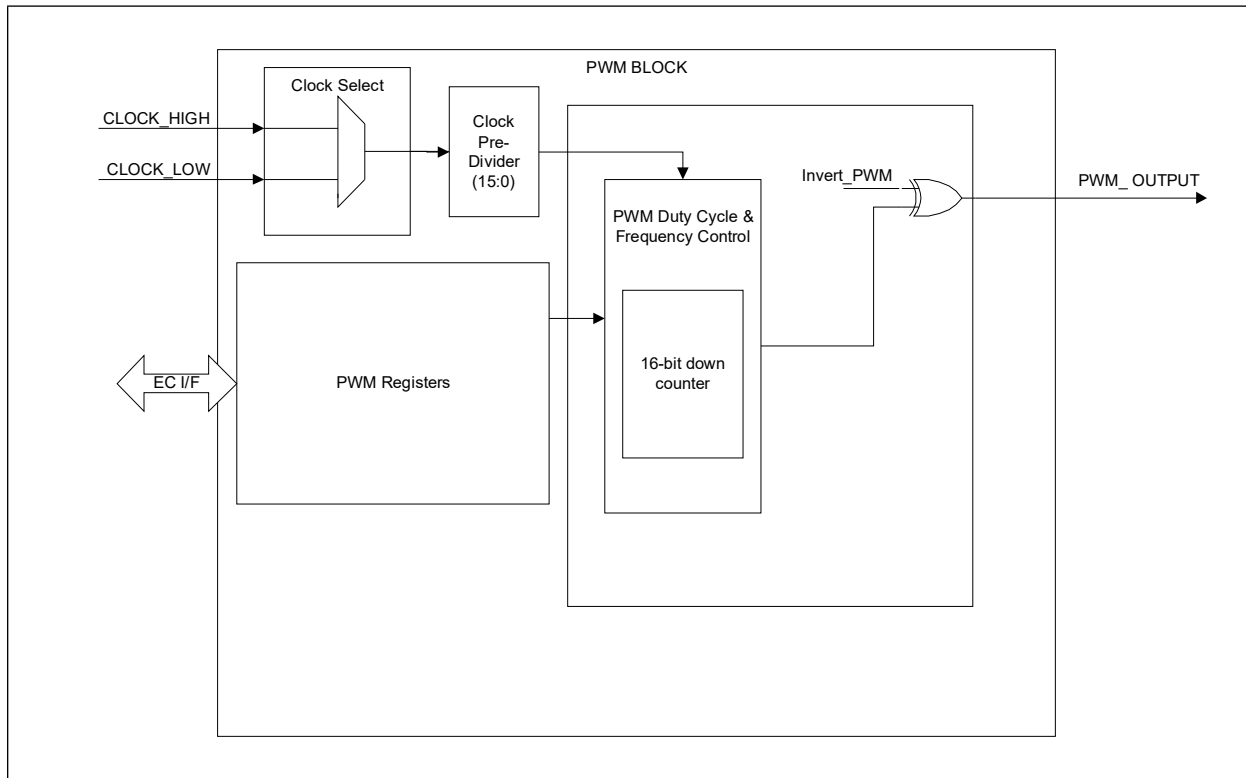 PWM BLOCK
Clock Select
CLOCK_HIGH
CLOCK_LOW
Clock
Pre-
Divider
(15:0)
Invert_PWM
PWM_ OUTPUT
PWM Duty Cycle &
Frequency Control
16-bit down
counter
EC I/F
PWM Registers